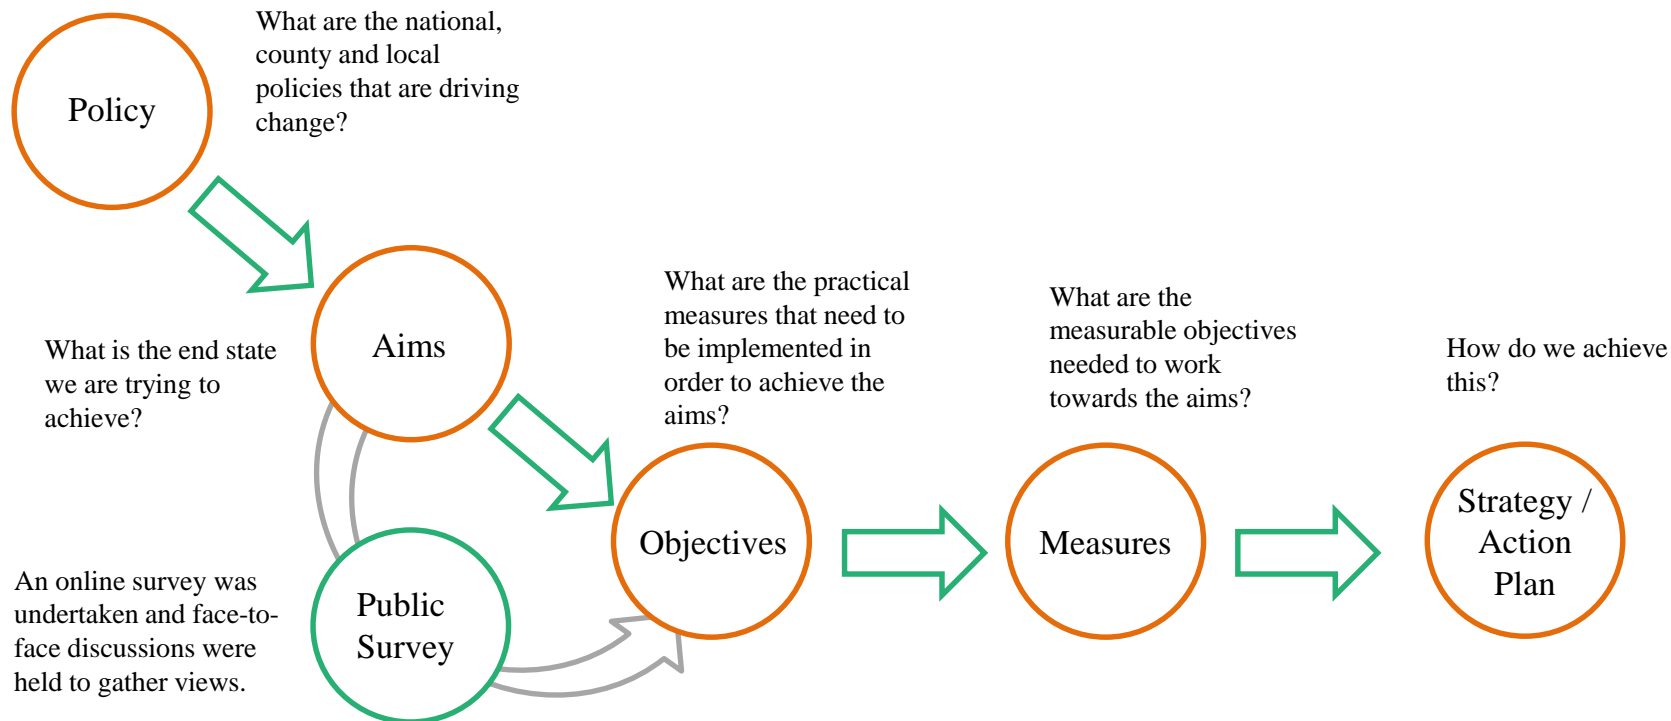 What are the national,
county and local
policies that are driving
change?
Policy
What is the end state
we are trying to
achieve?
Aims
What are the practical
measures that need to
be implemented in
order to achieve the
aims?
Objectives
What are the
measurable objectives
needed to work
towards the aims?
Measures
How do we achieve
this?
Strategy /
Action
Plan
An online survey was
undertaken and face-to-
face discussions were
held to gather views.
Public
Survey